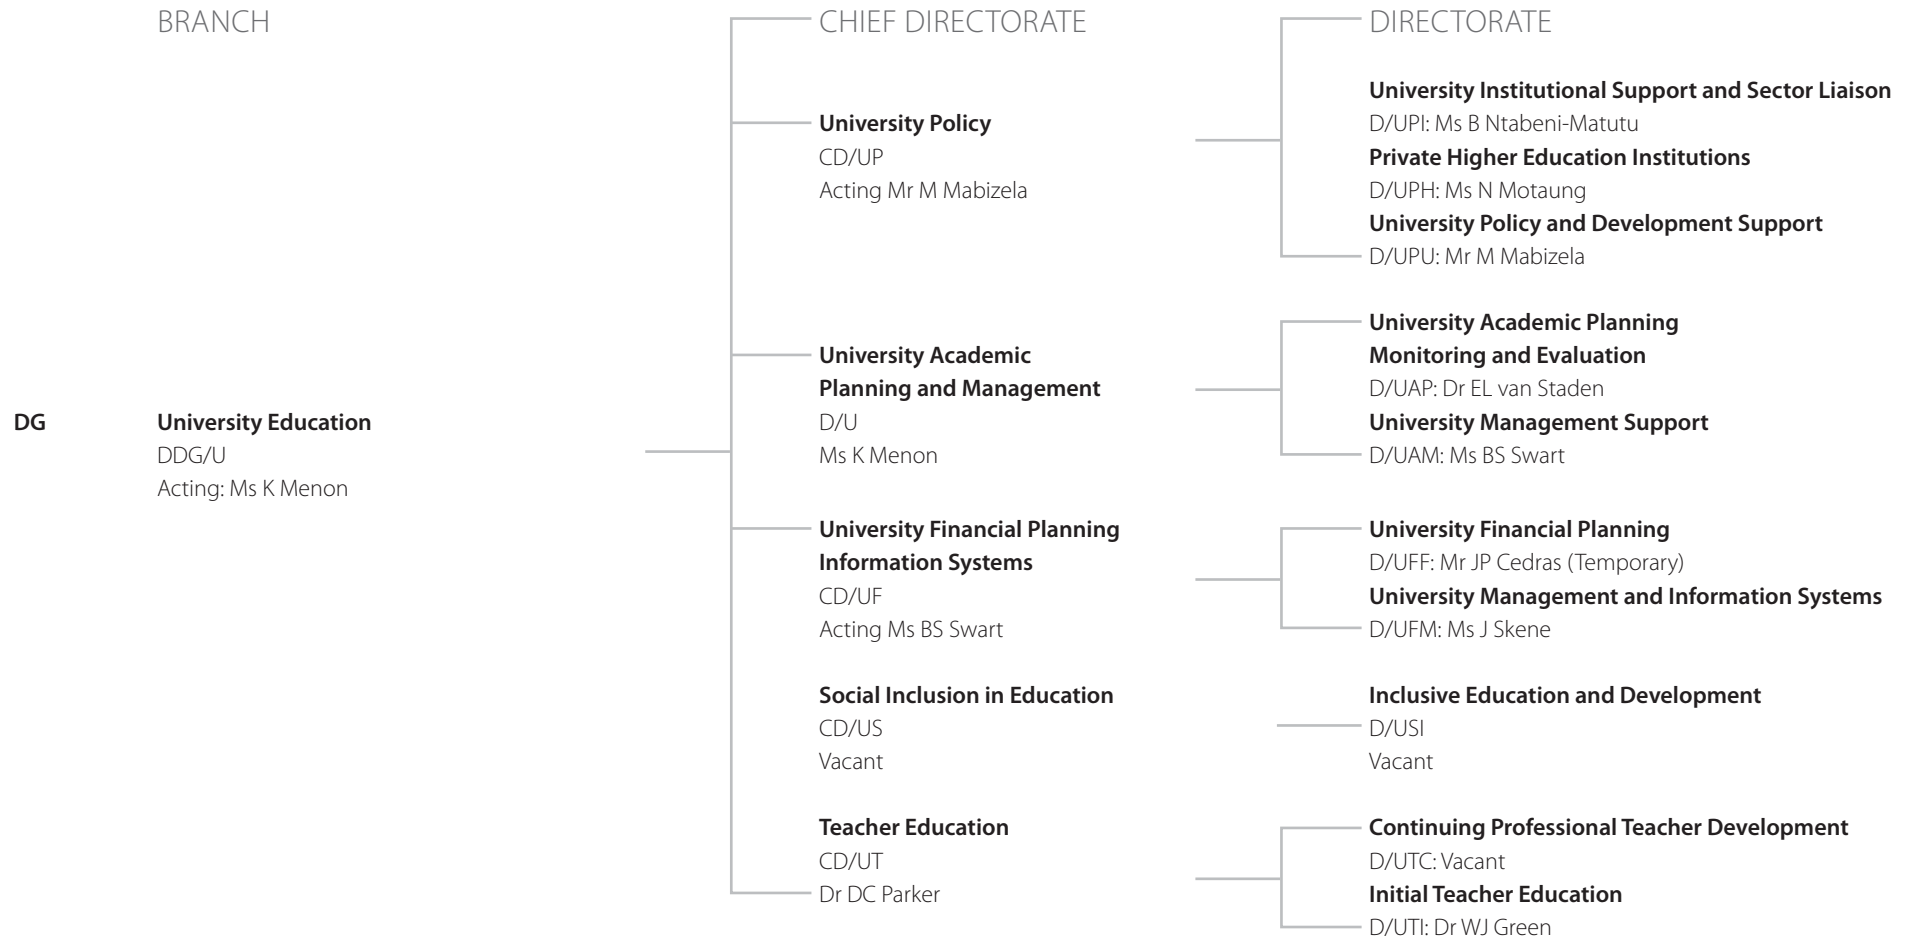 BRANCH
CHIEF DIRECTORATE
DIRECTORATE
DG
University Education
DDG/U
Acting: Ms K Menon
University Policy
CD/UP
Acting Mr M Mabizela
University Institutional Support and Sector Liaison
D/UPI: Ms B Ntabeni-Matutu
Private Higher Education Institutions
D/UPH: Ms N Motaung
University Policy and Development Support
D/UPU: Mr M Mabizela
University Academic
Planning and Management
D/U
Ms K Menon
University Academic Planning
Monitoring and Evaluation
D/UAP: Dr EL van Staden
University Management Support
D/UAM: Ms BS Swart
University Financial Planning
Information Systems
CD/UF
Acting Ms BS Swart
University Financial Planning
D/UFF: Mr JP Cedras (Temporary)
University Management and Information Systems
D/UFM: Ms J Skene
Social Inclusion in Education
CD/US
Vacant
Inclusive Education and Development
D/USI
Vacant
Teacher Education
CD/UT
Dr DC Parker
Continuing Professional Teacher Development
D/UTC: Vacant
Initial Teacher Education
D/UTI: Dr WJ Green